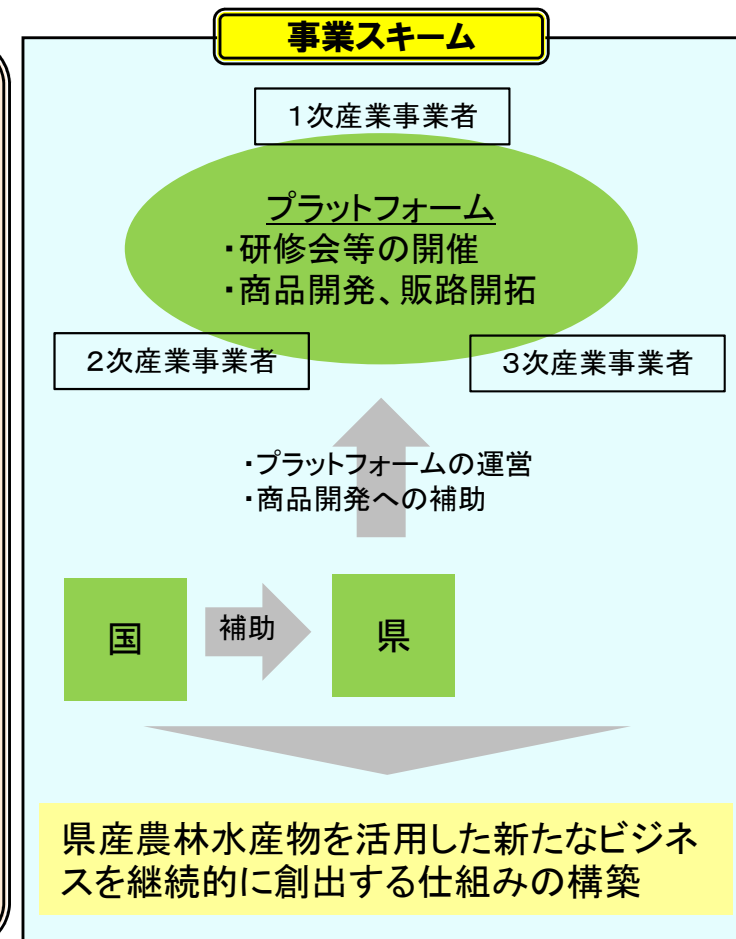 事業スキーム
１次産業事業者
プラットフォーム
・研修会等の開催
・商品開発、販路開拓
２次産業事業者
３次産業事業者
・プラットフォームの運営
・商品開発への補助
国
補助
県
県産農林水産物を活用した新たなビジネ
スを継続的に創出する仕組みの構築